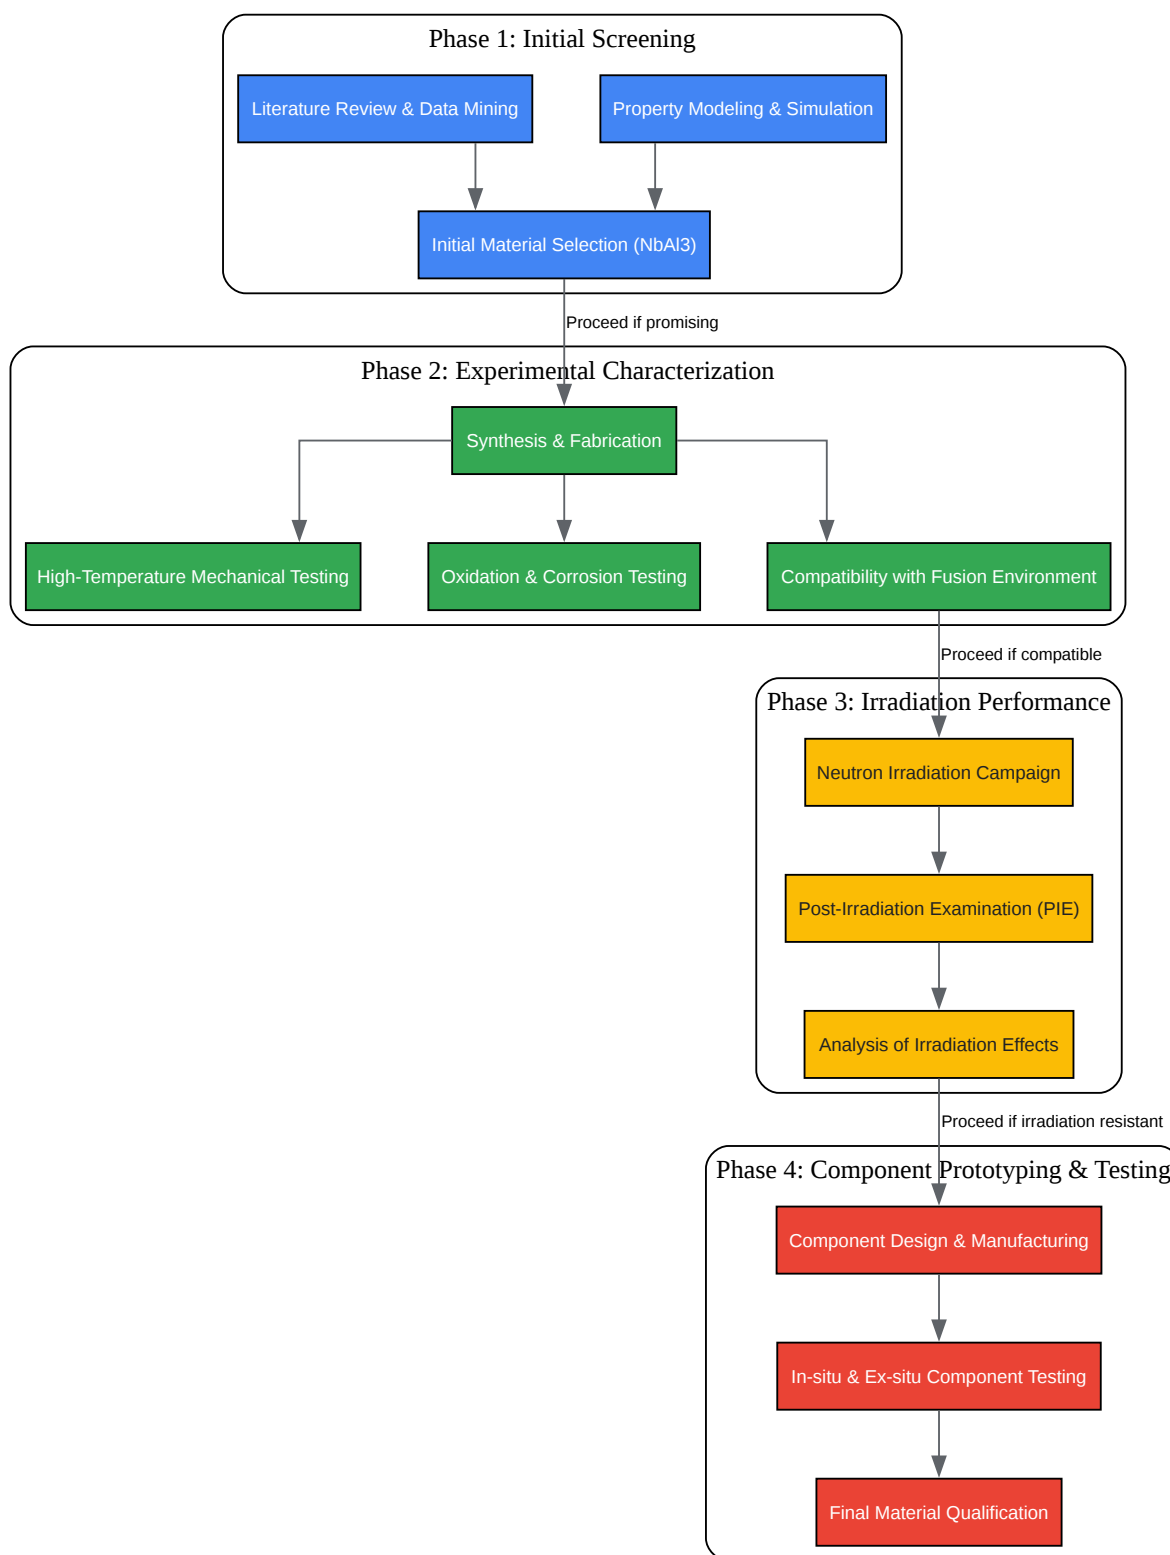 Phase 1: Initial Screening
Literature Review & Data Mining
Property Modeling & Simulation
Initial Material Selection (NbAl3)
Proceed if promising
Phase 2: Experimental Characterization
Synthesis & Fabrication
High-Temperature Mechanical Testing
Oxidation & Corrosion Testing
Compatibility with Fusion Environment
Proceed if compatible
Phase 3: Irradiation Performance
Neutron Irradiation Campaign
Post-Irradiation Examination (PIE)
Analysis of Irradiation Effects
Proceed if irradiation resistant
Phase 4: Component Prototyping & Testing
Component Design & Manufacturing
In-situ & Ex-situ Component Testing
Final Material Qualification